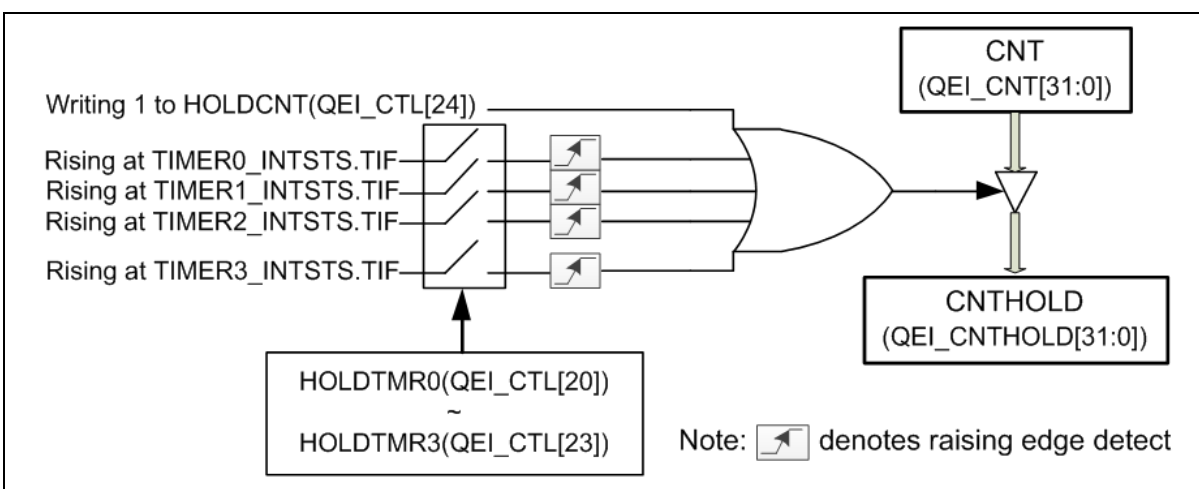 CNT
(QEI_CNT[31:0])
Writing 1 to HOLDCNT(QEI_CTL[24])
Rising at TIMER0_INTSTS.TIF
Rising at TIMER1_INTSTS.TIF
Rising at TIMER2_INTSTS.TIF
Rising at TIMER3_INTSTS.TIF
CNTHOLD
(QEI_CNTHOLD[31:0])
HOLDTMR0(QEI_CTL[20])
~
HOLDTMR3(QEI_CTL[23])
Note: denotes raising edge detect